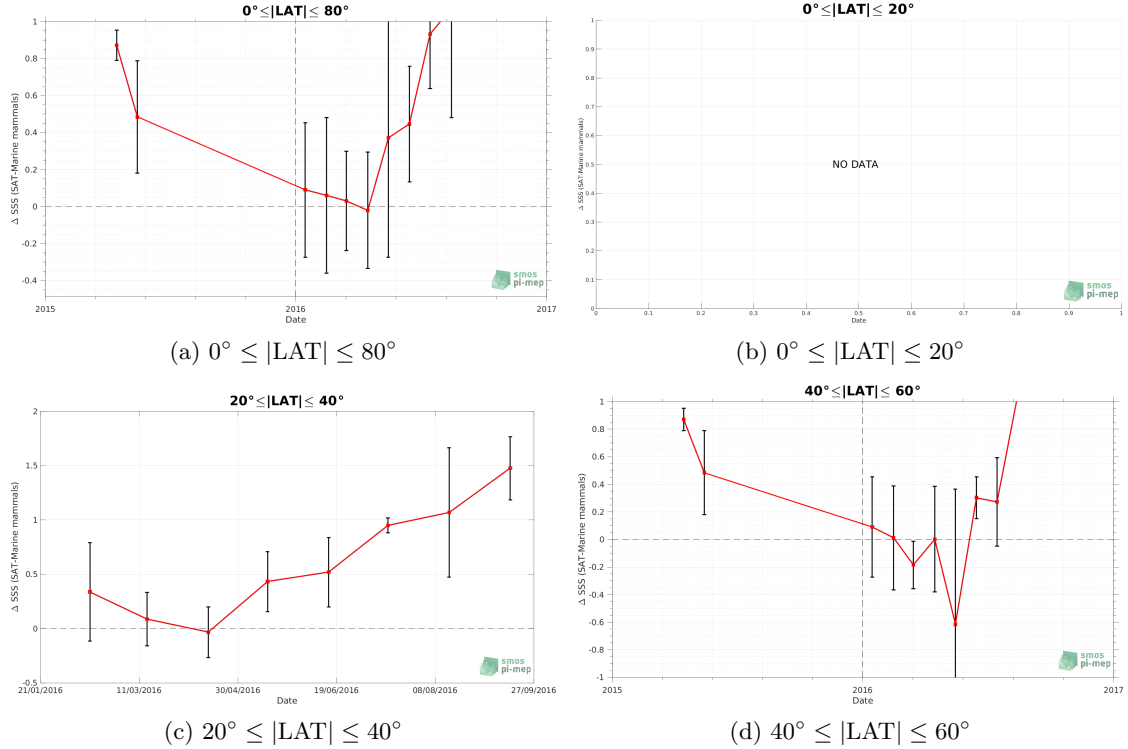 0°≤|LAT|≤ 80°
1
0.8
0.6
0.4
0.2
0
-0.2
-0.4
Δ SSS (SAT-Marine mammals)
2015
2016
2017
Date
smos
pi-mep
(a) 0° ≤ |LAT| ≤ 80°
0°≤|LAT|≤ 20°
1
0.9
0.8
0.7
0.6
0.5
0.4
0.3
0.2
0.1
0
Δ SSS (SAT-Marine mammals)
NO DATA
0 0.1 0.2 0.3 0.4 0.5 0.6 0.7 0.8 0.9 1
Date
smos
pi-mep
(b) 0° ≤ |LAT| ≤ 20°
20°≤|LAT|≤ 40°
2
1.5
1
0.5
0
-0.5
Δ SSS (SAT-Marine mammals)
21/01/2016 11/03/2016 30/04/2016 19/06/2016 08/08/2016 27/09/2016
Date
smos
pi-mep
(c) 20° ≤ |LAT| ≤ 40°
40°≤|LAT|≤ 60°
1
0.8
0.6
0.4
0.2
0
-0.2
-0.4
-0.6
-0.8
-1
Δ SSS (SAT-Marine mammals)
2015 2016 2017
Date
smos
pi-mep
(d) 40° ≤ |LAT| ≤ 60°